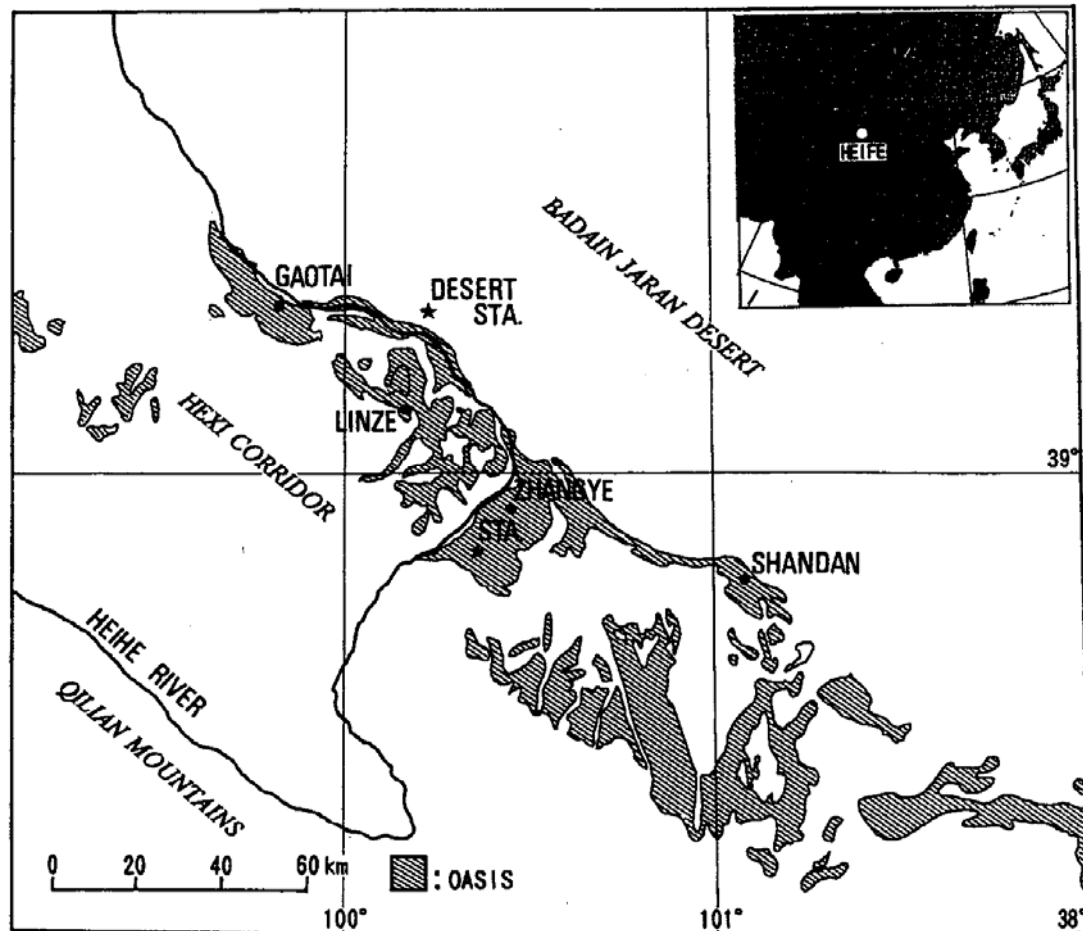 HEIFE
BADAIN JARAN DESERT
GAOTAI
DESERT
STA.
HEXI CORRIDOR
LINZE
39°
ZHANGYE
STA.
SHANDAN
HEIHE RIVER
QILIAN MOUNTAINS
0 20 40 60 km
: OASIS
100° 101° 38°